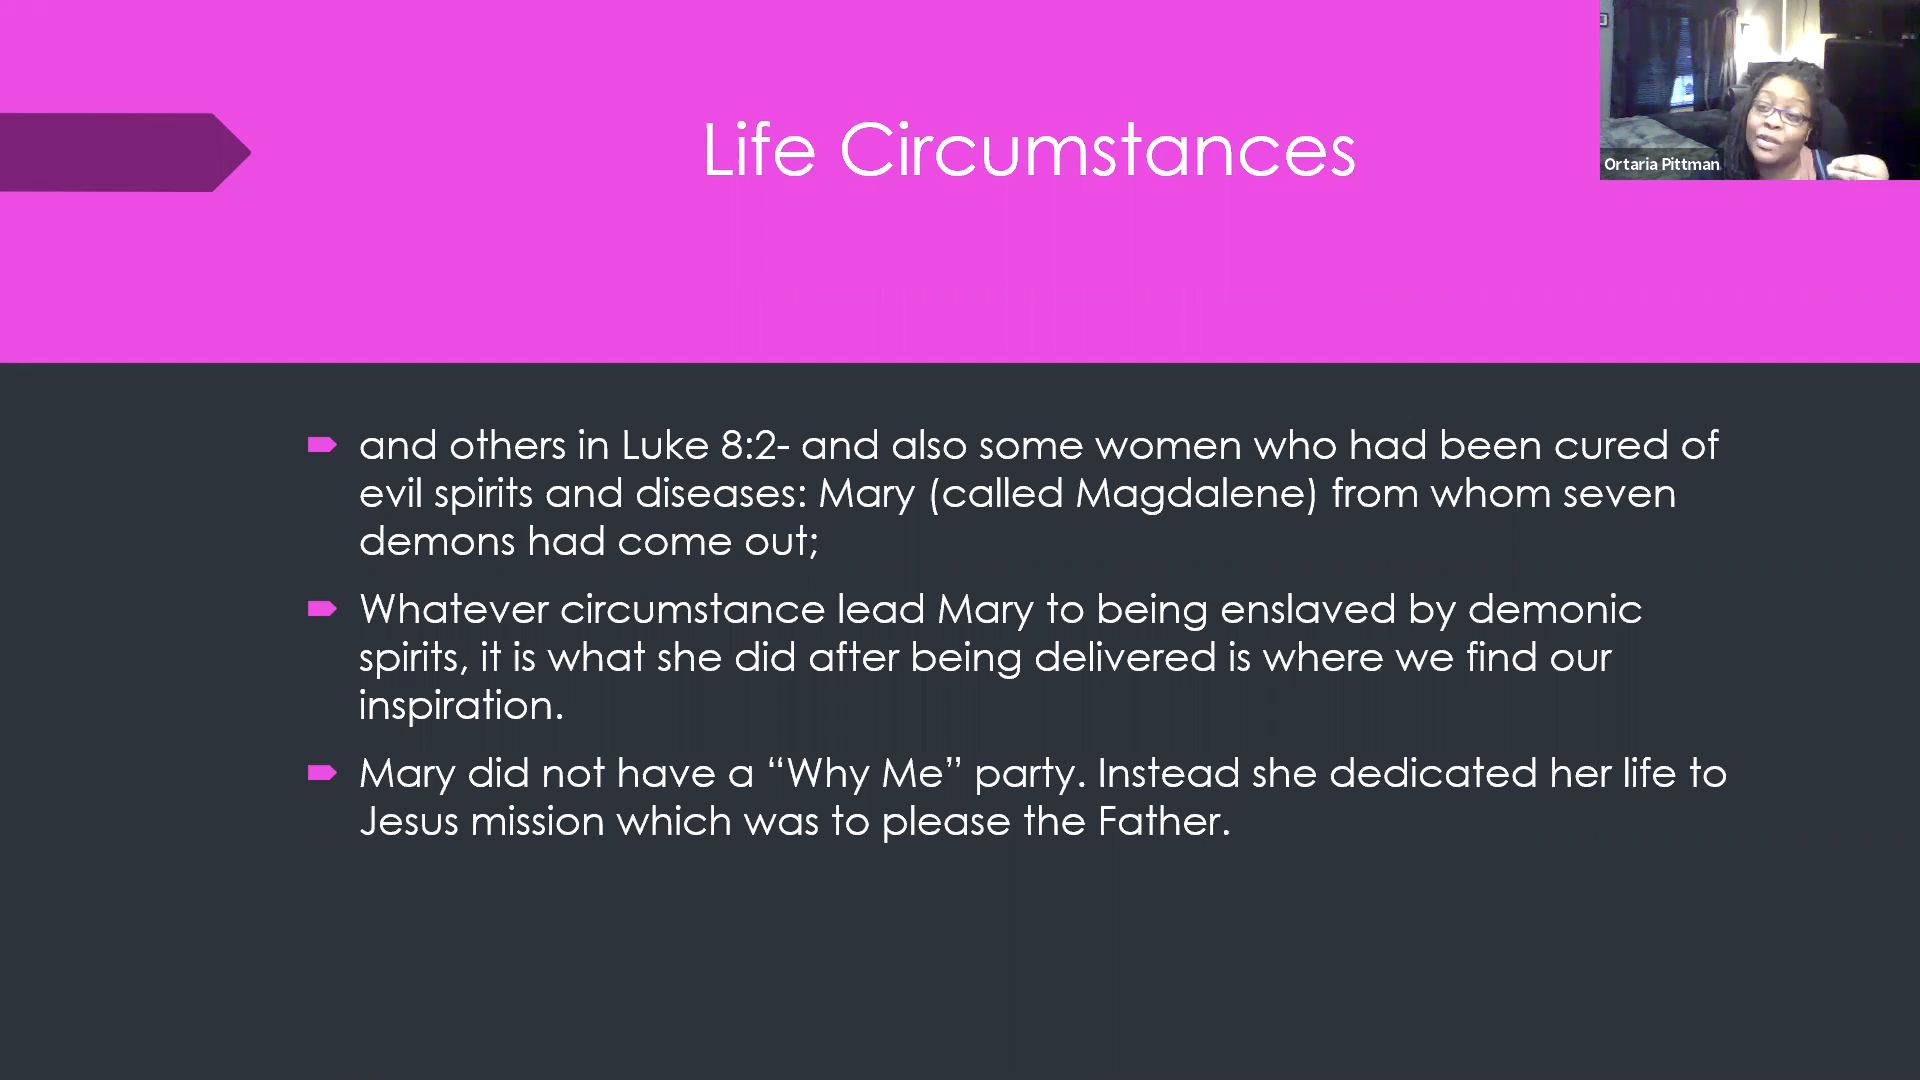 Life Circumstances
Ortaria Pittman
and others in Luke 8:2- and also some women who had been cured of
evil spirits and diseases: Mary (called Magdalene) from whom seven
demons had come out;
Whatever circumstance lead Mary to being enslaved by demonic
spirits, it is what she did after being delivered is where we find our
inspiration.
Mary did not have a “Why Me” party. Instead she dedicated her life to
Jesus mission which was to please the Father.